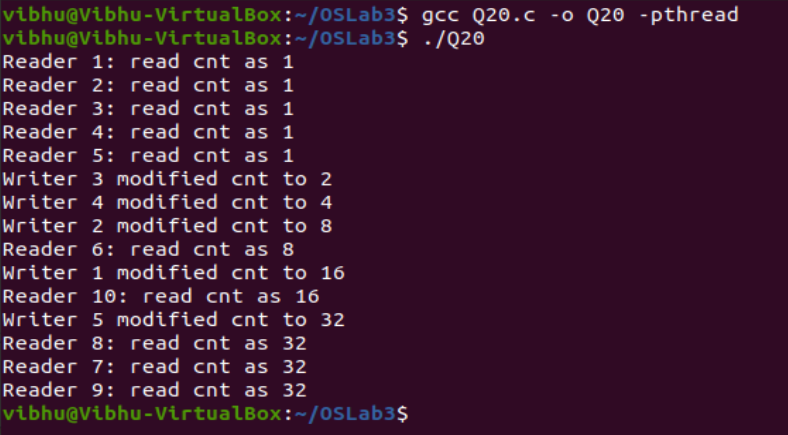 vibhu@Vibhu-VirtualBox:~/OSLab3$ gcc Q20.c -o Q20 -pthread
vibhu@Vibhu-VirtualBox:~/OSLab3$ ./Q20
Reader 1: read cnt as 1
Reader 2: read cnt as 1
Reader 3: read cnt as 1
Reader 4: read cnt as 1
Reader 5: read cnt as 1
Writer 3 modified cnt to 2
Writer 4 modified cnt to 4
Writer 2 modified cnt to 8
Reader 6: read cnt as 8
Writer 1 modified cnt to 16
Reader 10: read cnt as 16
Writer 5 modified cnt to 32
Reader 8: read cnt as 32
Reader 7: read cnt as 32
Reader 9: read cnt as 32
vibhu@Vibhu-VirtualBox:~/OSLab3$